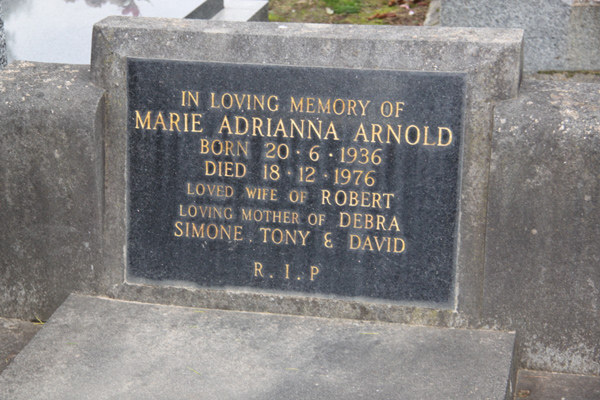 IN LOVING MEMORY OF
MARIE ADRIANNA ARNOLD
BORN 20 · 6 · 1936
DIED 18 · 12 · 1976
LOVED WIFE OF ROBERT
LOVING MOTHER OF DEBRA
SIMONE TONY & DAVID
R . I . P